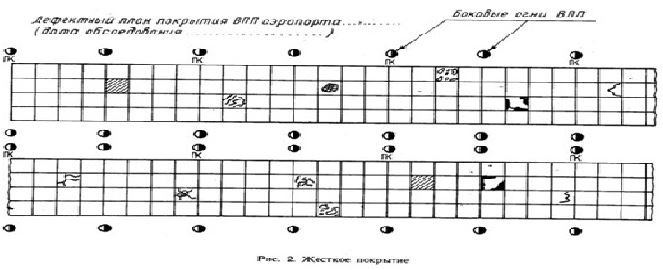 Дефектный план покрытия ВПП аэропорта..........
(дата обследования ..............................)
Боковые огни ВПП
ПК ПК ПК ПК
ПК ПК ПК ПК
Рис. 2. Жесткое покрытие